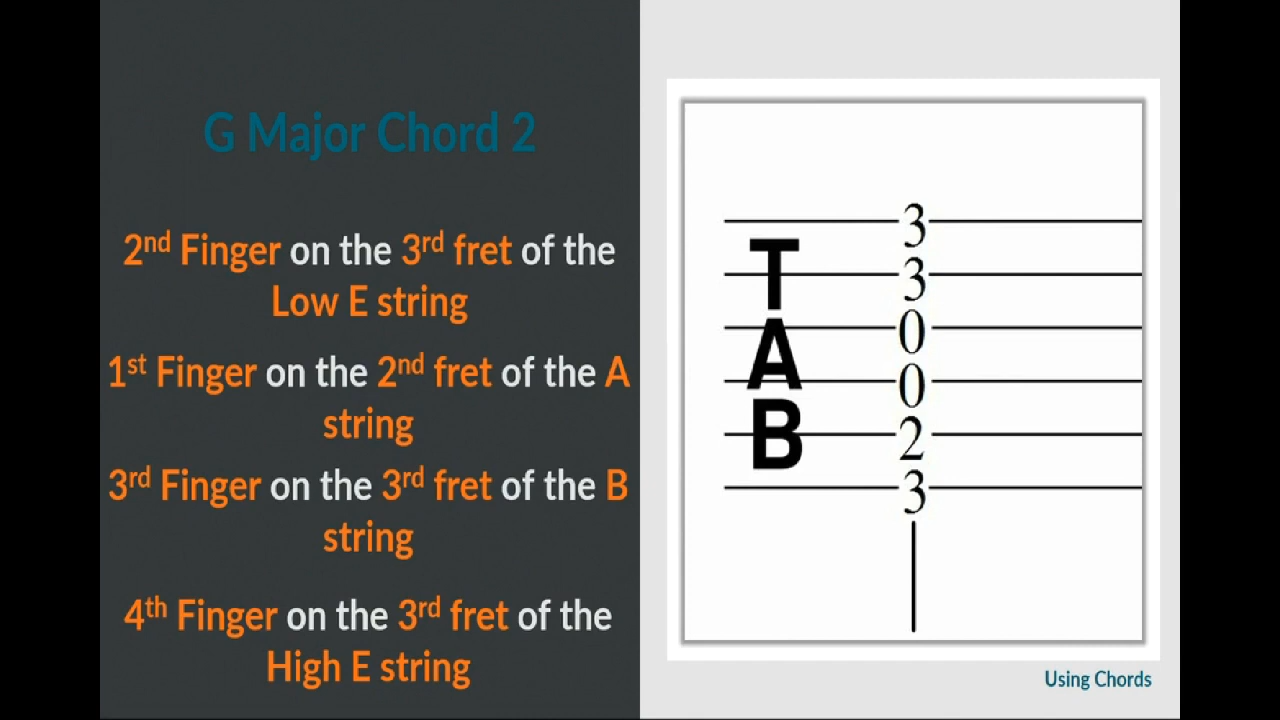 G Major Chord 2
2nd Finger on the 3rd fret of the
Low E string
1st Finger on the 2nd fret of the A
string
3rd Finger on the 3rd fret of the B
string
4th Finger on the 3rd fret of the
High E string
T
A
B
3
3
0
0
2
3
Using Chords